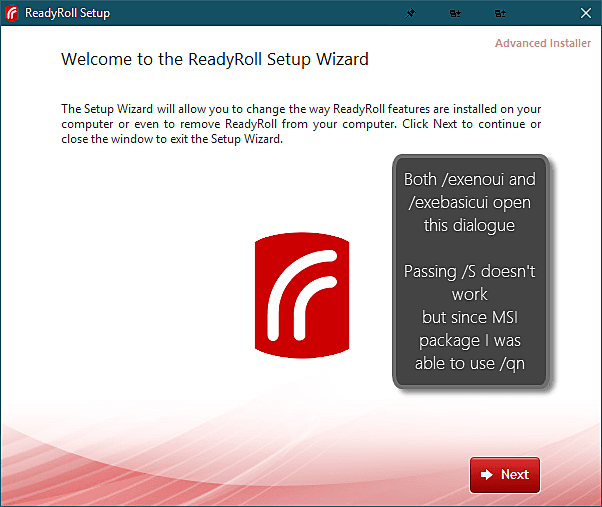 ReadyRoll Setup
Advanced Installer
Welcome to the ReadyRoll Setup Wizard
The Setup Wizard will allow you to change the way ReadyRoll features are installed on your
computer or even to remove ReadyRoll from your computer. Click Next to continue or
close the window to exit the Setup Wizard.
Both /exenoui and
/exebasicui open
this dialogue
Passing /S doesn't
work
but since MSI
package I was
able to use /qn
Next